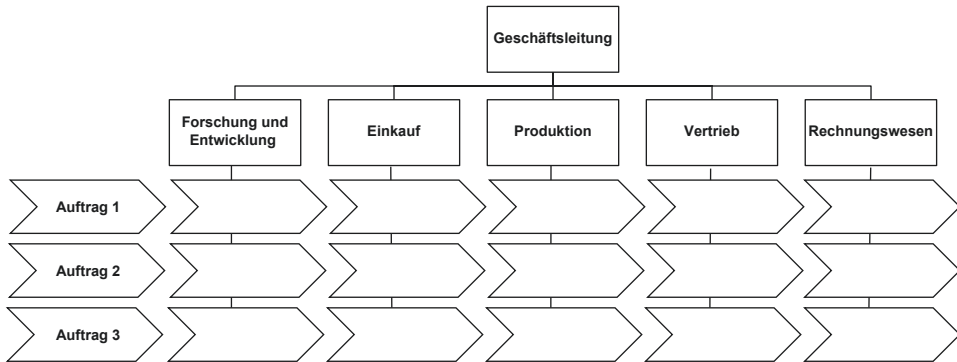 Geschäftsleitung
Forschung und
Entwicklung
Einkauf
Produktion
Vertrieb
Rechnungswesen
Auftrag 1
Auftrag 2
Auftrag 3